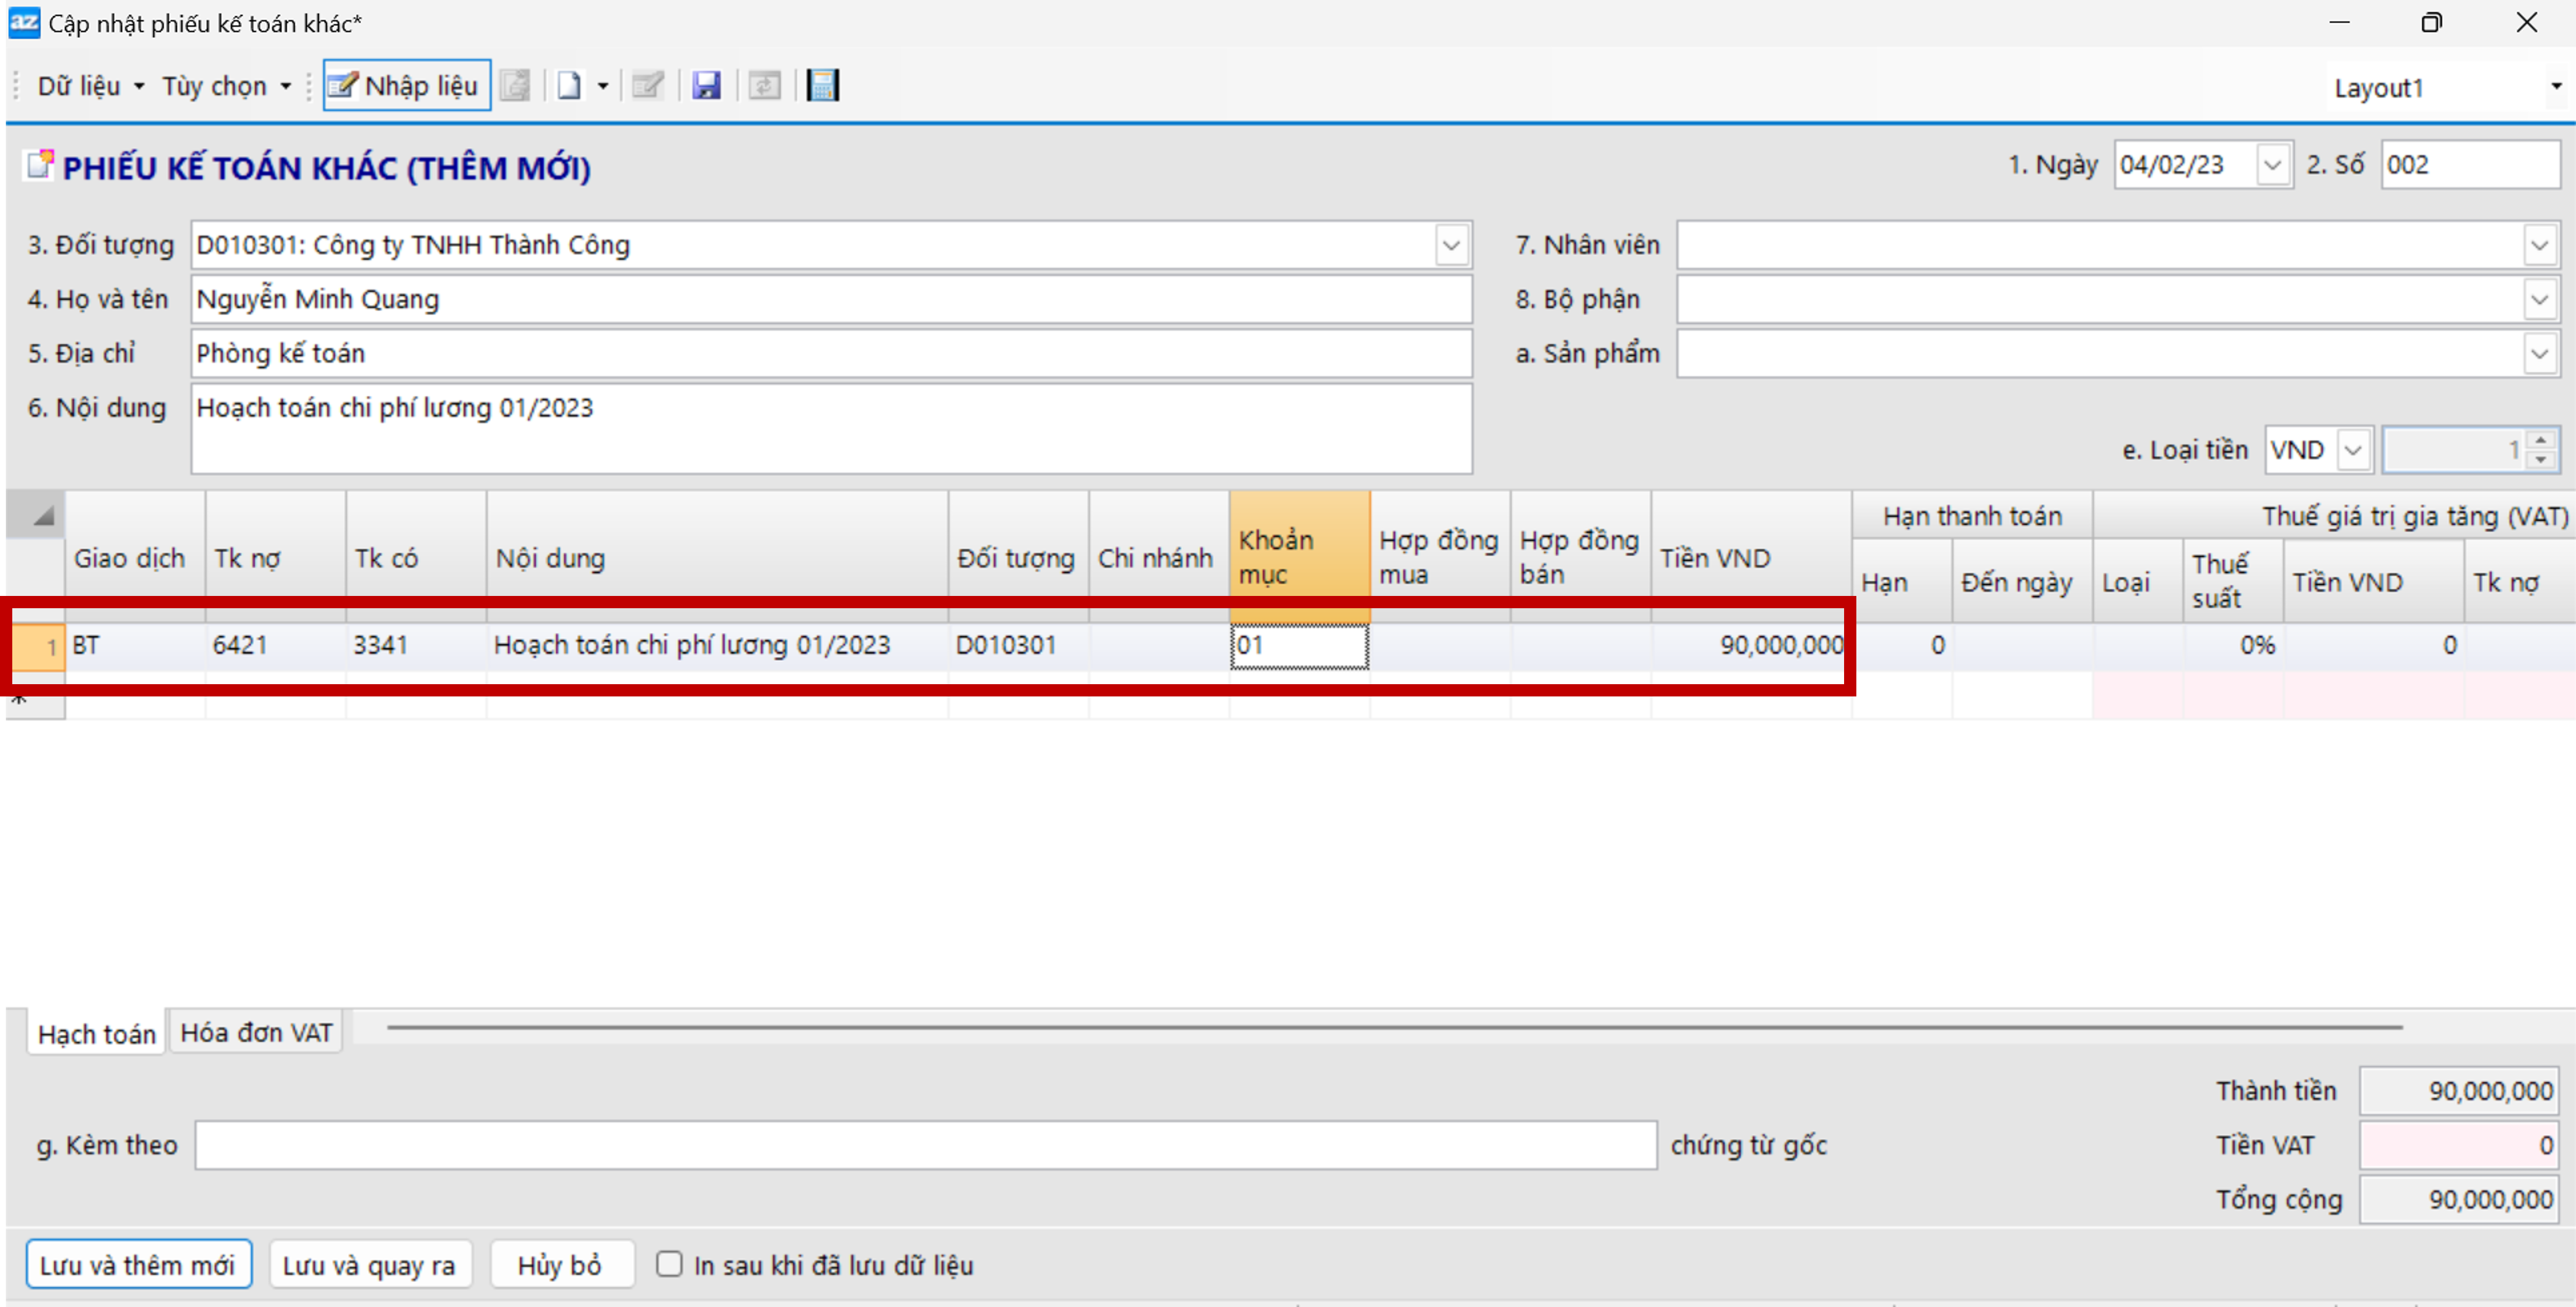 az Cập nhật phiếu kế toán khác*
Dữ liệu Tùy chọn Nhập liệu Layout1
PHIẾU KẾ TOÁN KHÁC (THÊM MỚI) 1. Ngày 04/02/23 2. Số 002
3. Đối tượng D010301: Công ty TNHH Thành Công 7. Nhân viên
4. Họ và tên Nguyễn Minh Quang 8. Bộ phận
5. Địa chỉ Phòng kế toán a. Sản phẩm
6. Nội dung Hoạch toán chi phí lương 01/2023
e. Loại tiền VND 1
Hạn thanh toán Thuế giá trị gia tăng (VAT)
Giao dịch Tk nợ Tk có Nội dung Đối tượng Chi nhánh Khoản mục Hợp đồng mua Hợp đồng bán Tiền VND Hạn Đến ngày Loại Thuế suất Tiền VND Tk nợ
1 BT 6421 3341 Hoạch toán chi phí lương 01/2023 D010301 01 90,000,000 0 0% 0
*
Hạch toán Hóa đơn VAT
Thành tiền 90,000,000
g. Kèm theo chứng từ gốc Tiền VAT 0
Tổng cộng 90,000,000
Lưu và thêm mới Lưu và quay ra Hủy bỏ In sau khi đã lưu dữ liệu